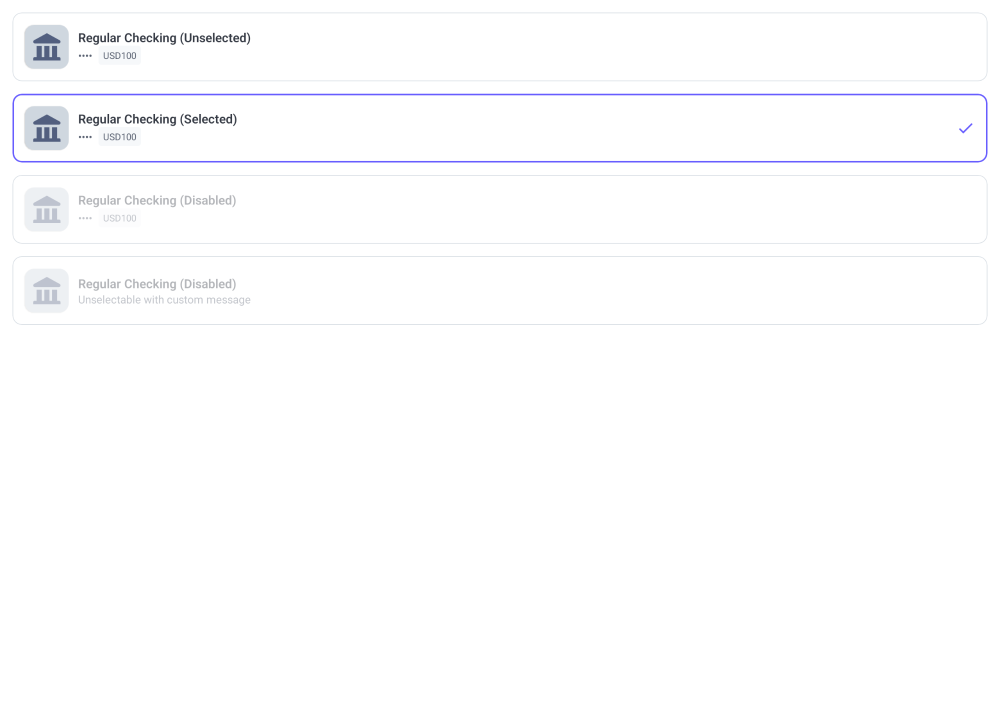 Regular Checking (Unselected)
•••• USD100
Regular Checking (Selected)
•••• USD100
Regular Checking (Disabled)
•••• USD100
Regular Checking (Disabled)
Unselectable with custom message